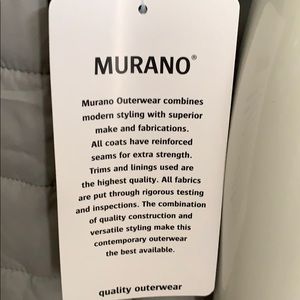 MURANO®
Murano Outerwear combines
modern styling with superior
make and fabrications.
All coats have reinforced
seams for extra strength.
Trims and linings used are
the highest quality. All fabrics
are put through rigorous testing
and inspections. The combination
of quality construction and
versatile styling make this
contemporary outerwear
the best available.
quality outerwear